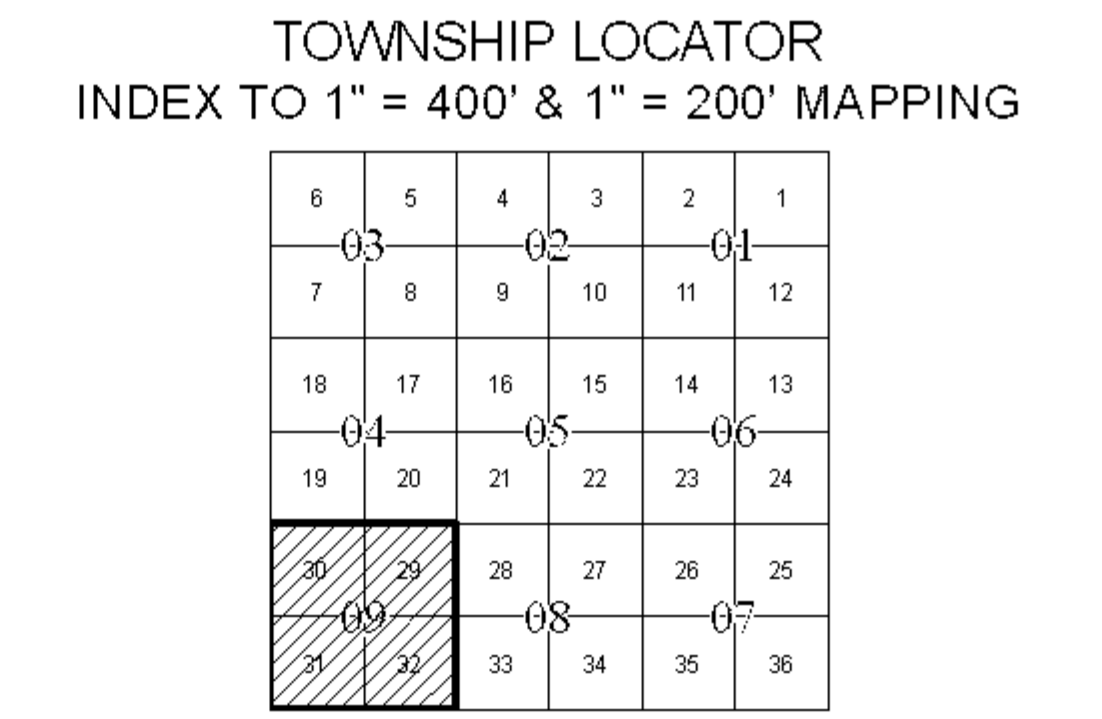 TOWNSHIP LOCATOR
INDEX TO 1" = 400' & 1" = 200' MAPPING
6 5 4 3 2 1
03 02 01
7 8 9 10 11 12
18 17 16 15 14 13
04 05 06
19 20 21 22 23 24
30 29 28 27 26 25
09 08 07
31 32 33 34 35 36